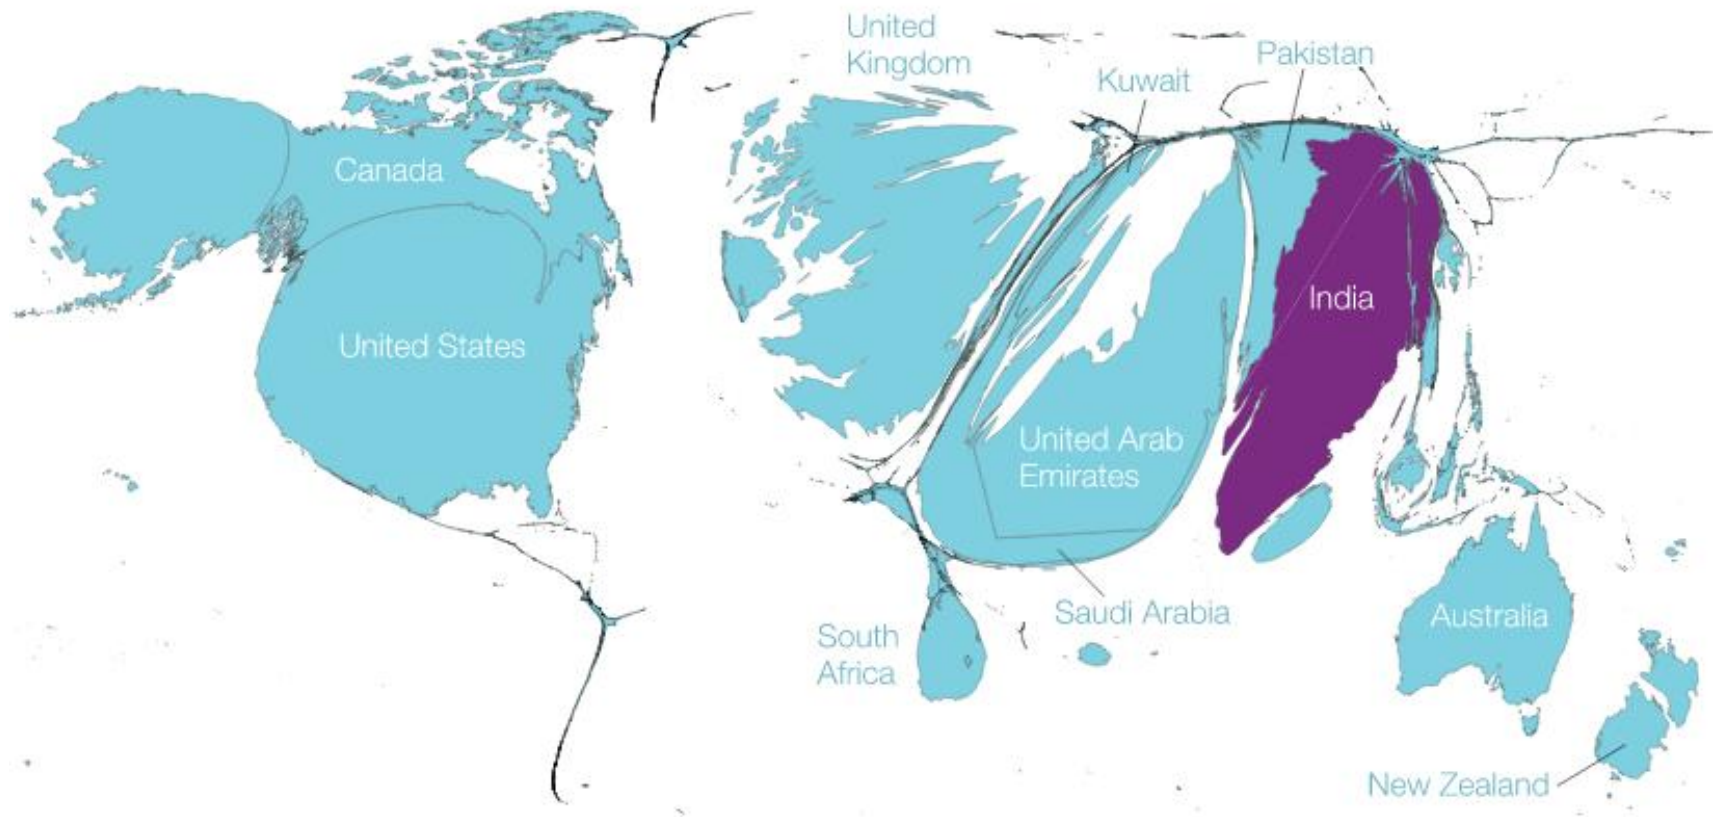 United
Kingdom
Pakistan
Kuwait
Canada
India
United States
United Arab
Emirates
Saudi Arabia
South
Africa
Australia
New Zealand